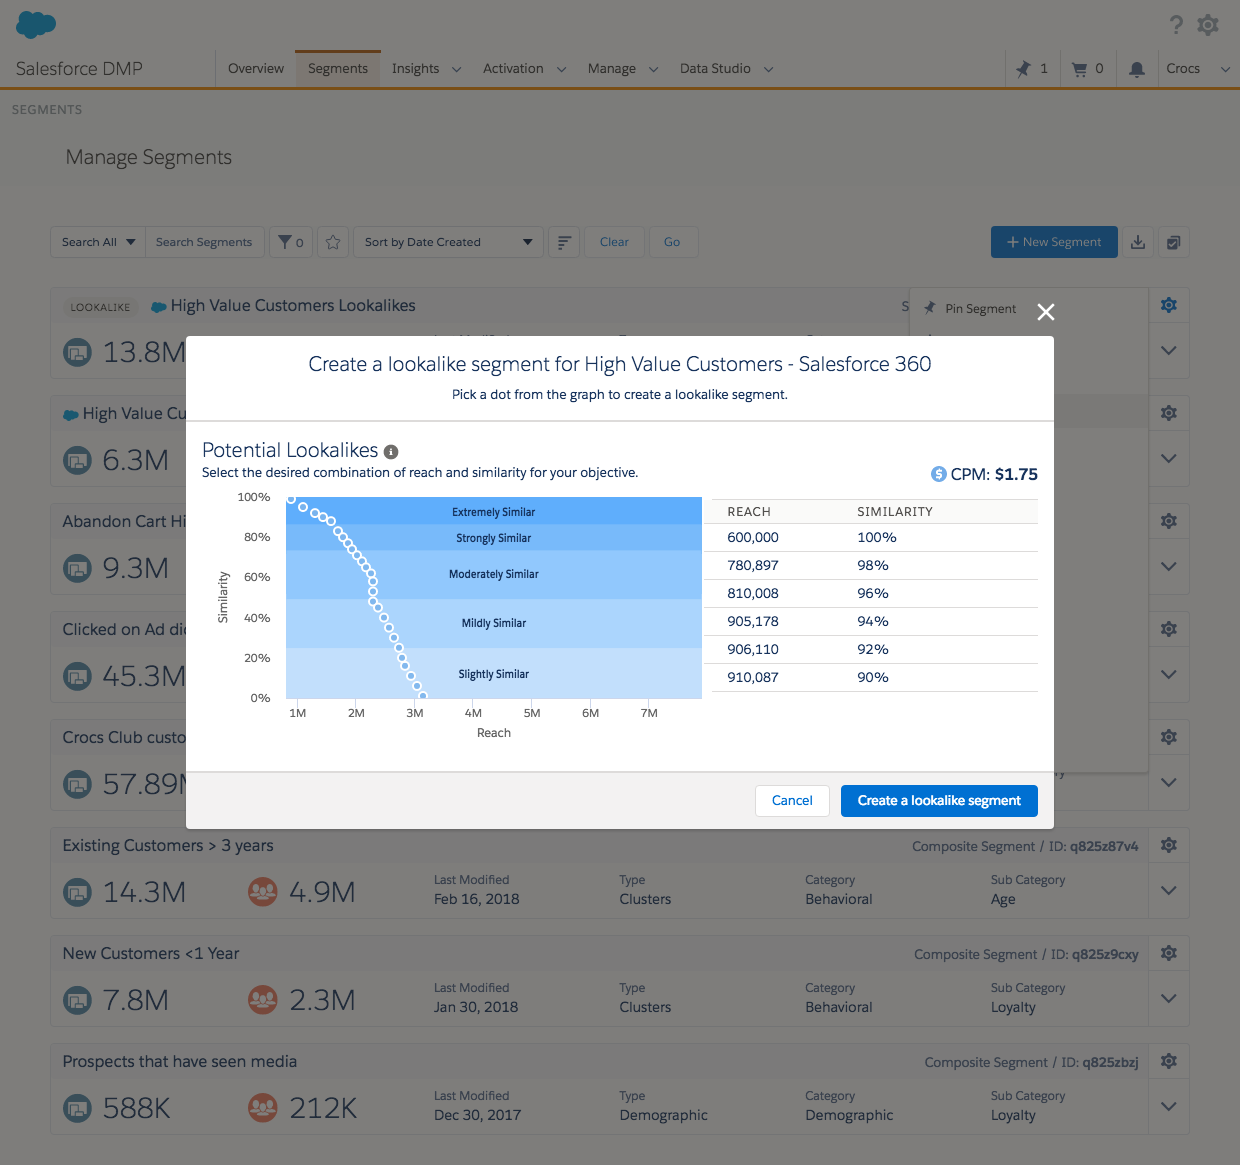 Salesforce DMP
Overview
Segments
Insights
Activation
Manage
Data Studio
1
0
Crocs
SEGMENTS
Manage Segments
Search All
Search Segments
0
Sort by Date Created
Clear
Go
+ New Segment
LOOKALIKE
High Value Customers Lookalikes
S
Pin Segment
13.8M
High Value Cu
6.3M
Abandon Cart Hi
9.3M
Clicked on Ad di
45.3M
Crocs Club custo
57.89M
Create a lookalike segment for High Value Customers - Salesforce 360
Pick a dot from the graph to create a lookalike segment.
Potential Lookalikes
Select the desired combination of reach and similarity for your objective.
$ CPM: $1.75
100%
80%
60%
40%
20%
0%
Similarity
Extremely Similar
Strongly Similar
Moderately Similar
Mildly Similar
Slightly Similar
1M 2M 3M 4M 5M 6M 7M
Reach
REACH SIMILARITY
600,000 100%
780,897 98%
810,008 96%
905,178 94%
906,110 92%
910,087 90%
Cancel
Create a lookalike segment
Existing Customers > 3 years
Composite Segment / ID: q825z87v4
14.3M
4.9M
Last Modified
Feb 16, 2018
Type
Clusters
Category
Behavioral
Sub Category
Age
New Customers <1 Year
Composite Segment / ID: q825z9cxy
7.8M
2.3M
Last Modified
Jan 30, 2018
Type
Clusters
Category
Behavioral
Sub Category
Loyalty
Prospects that have seen media
Composite Segment / ID: q825zbzj
588K
212K
Last Modified
Dec 30, 2017
Type
Demographic
Category
Demographic
Sub Category
Loyalty